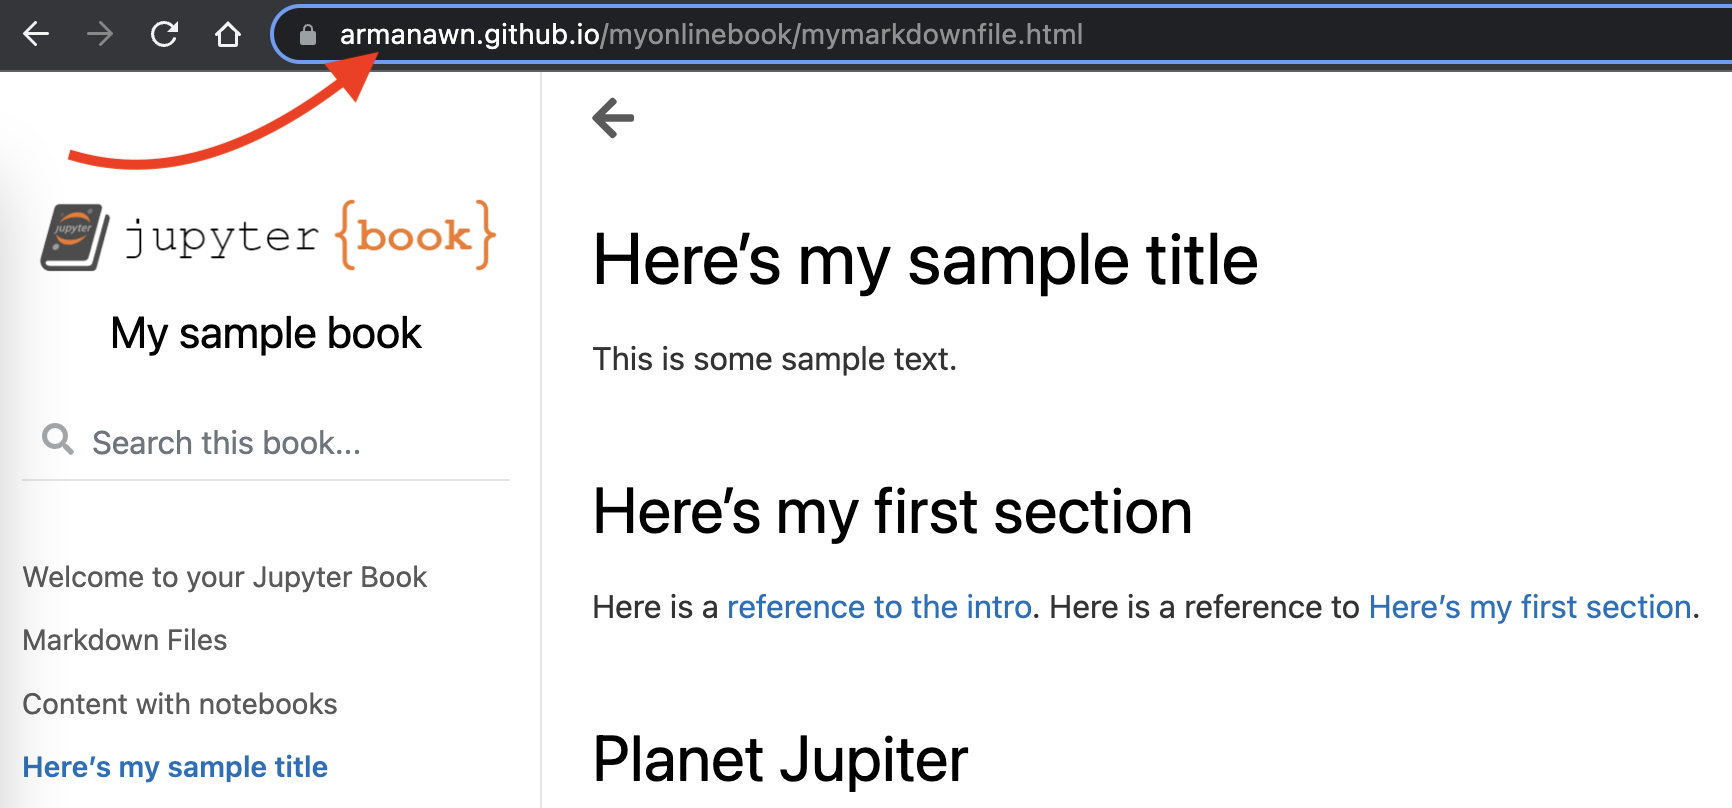 armanawn.github.io/myonlinebook/mymarkdownfile.html
jupyter
jupyter {book}
My sample book
Search this book...
Welcome to your Jupyter Book
Markdown Files
Content with notebooks
Here’s my sample title
Here’s my sample title
This is some sample text.
Here’s my first section
Here is a reference to the intro. Here is a reference to Here’s my first section.
Planet Jupiter